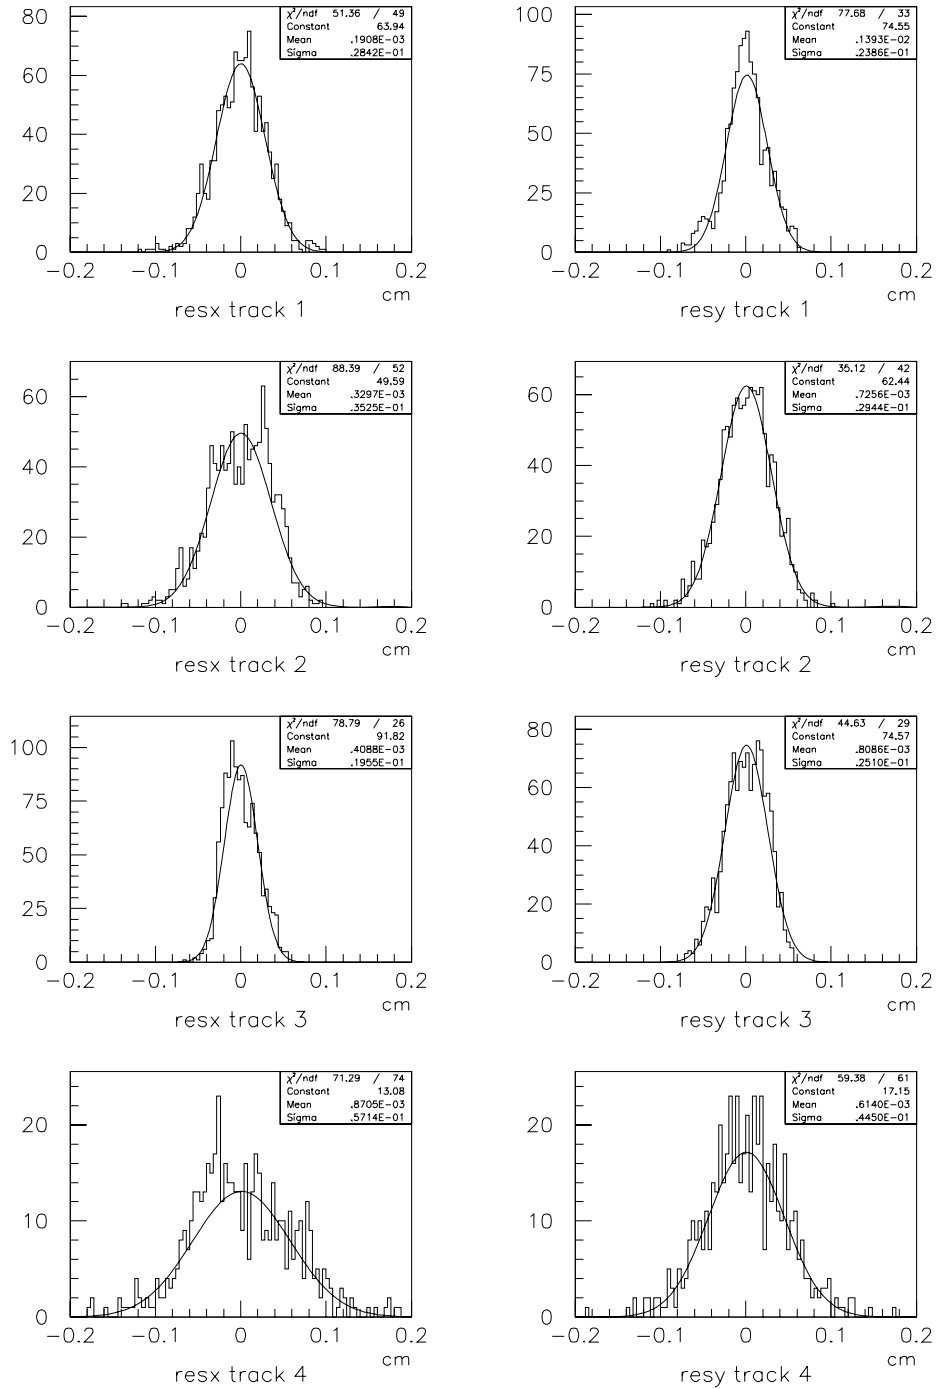 χ²/ndf 51.36 / 49
Constant 63.94
Mean .1908E-03
Sigma .2842E-01
80
60
40
20
0
-0.2 -0.1 0 0.1 0.2
cm
resx track 1
χ²/ndf 77.68 / 33
Constant 74.55
Mean .1393E-02
Sigma .2386E-01
100
75
50
25
0
-0.2 -0.1 0 0.1 0.2
cm
resy track 1
χ²/ndf 88.39 / 52
Constant 49.59
Mean .3297E-03
Sigma .3525E-01
60
40
20
0
-0.2 -0.1 0 0.1 0.2
cm
resx track 2
χ²/ndf 35.12 / 42
Constant 62.44
Mean .7256E-03
Sigma .2944E-01
60
40
20
0
-0.2 -0.1 0 0.1 0.2
cm
resy track 2
χ²/ndf 78.79 / 26
Constant 91.82
Mean .4088E-03
Sigma .1955E-01
100
75
50
25
0
-0.2 -0.1 0 0.1 0.2
cm
resx track 3
χ²/ndf 44.63 / 29
Constant 74.57
Mean .8086E-03
Sigma .2510E-01
80
60
40
20
0
-0.2 -0.1 0 0.1 0.2
cm
resy track 3
χ²/ndf 71.29 / 74
Constant 13.08
Mean .8705E-03
Sigma .5714E-01
20
10
0
-0.2 -0.1 0 0.1 0.2
cm
resx track 4
χ²/ndf 59.38 / 61
Constant 17.15
Mean .6140E-03
Sigma .4450E-01
20
10
0
-0.2 -0.1 0 0.1 0.2
cm
resy track 4